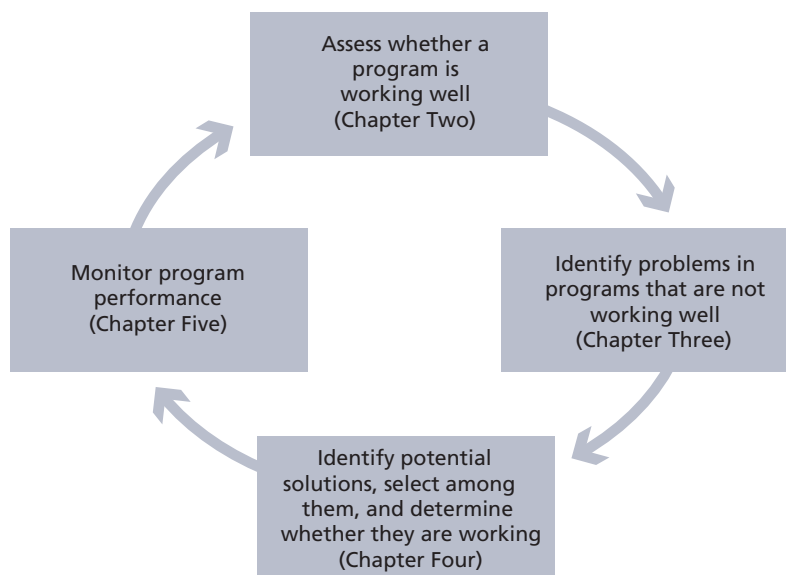 Assess whether a
program is
working well
(Chapter Two)
Identify problems in
programs that are not
working well
(Chapter Three)
Identify potential
solutions, select among
them, and determine
whether they are working
(Chapter Four)
Monitor program
performance
(Chapter Five)